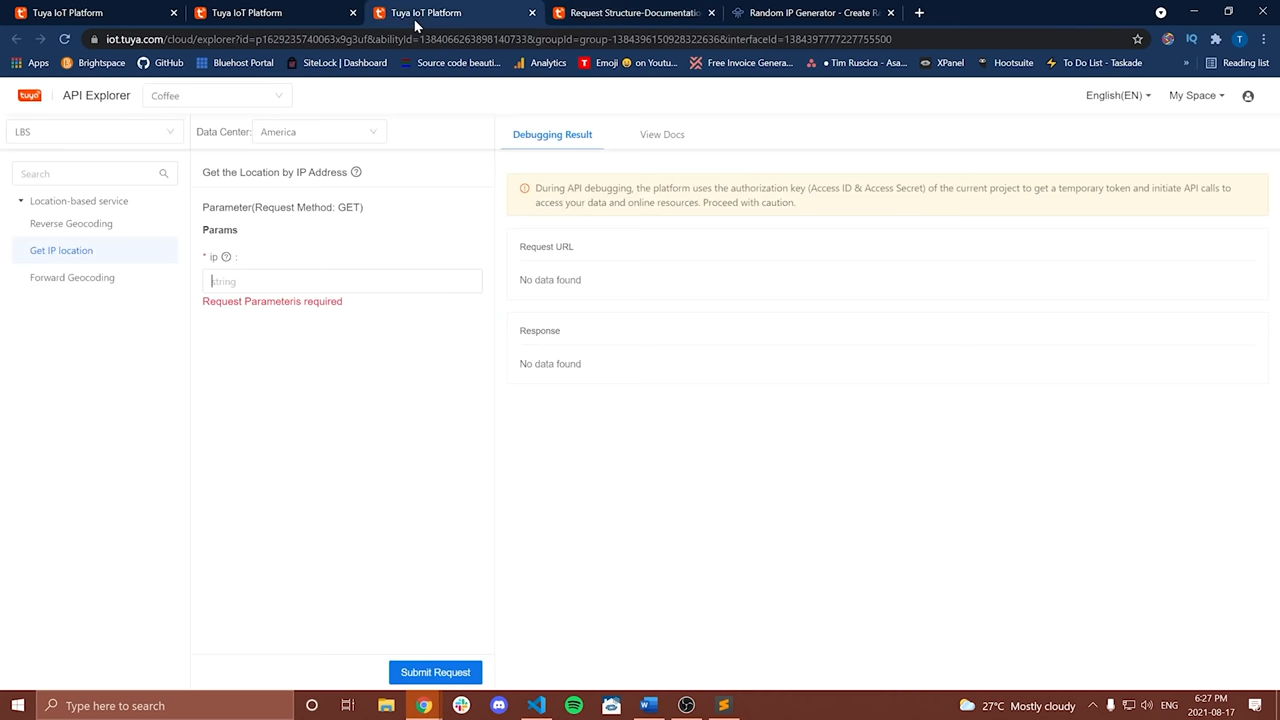 Tuya IoT Platform
Tuya IoT Platform
Tuya IoT Platform
Request Structure-Documentatio
Random IP Generator - Create Ra
iot.tuya.com/cloud/explorer?id=p1629235740063x9g3uf&abilityId=1384062638981407338&groupId=group-1384396150928322636&interfaceId=1384397777227755500
Apps
Brightspace
GitHub
Bluehost Portal
SiteLock | Dashboard
Source code beauti...
Analytics
Emoji 😀 on Youtu...
Free Invoice Genera...
• Tim Ruscica - Asa...
XPanel
Hootsuite
To Do List - Taskade
»
Reading list
tuya
API Explorer
Coffee
English(EN)
My Space
LBS
Data Center:
America
Debugging Result
View Docs
Search
Get the Location by IP Address
During API debugging, the platform uses the authorization key (Access ID & Access Secret) of the current project to get a temporary token and initiate API calls to
access your data and online resources. Proceed with caution.
Location-based service
Parameter(Request Method: GET)
Reverse Geocoding
Params
Get IP location
* ip :
Request URL
Forward Geocoding
string
No data found
Request Parameteris required
Response
No data found
Submit Request
Type here to search
27°C Mostly cloudy
ENG
6:27 PM
2021-08-17